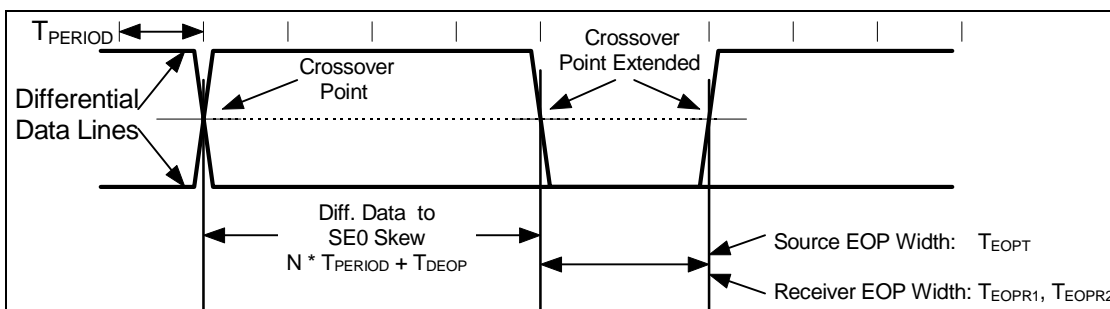 TPERIOD
Differential
Data Lines
Crossover
Point
Crossover
Point Extended
Diff. Data to
SE0 Skew
N * TPERIOD + TDEOP
Source EOP Width: TEOPT
Receiver EOP Width: TEOPR1, TEOPR2